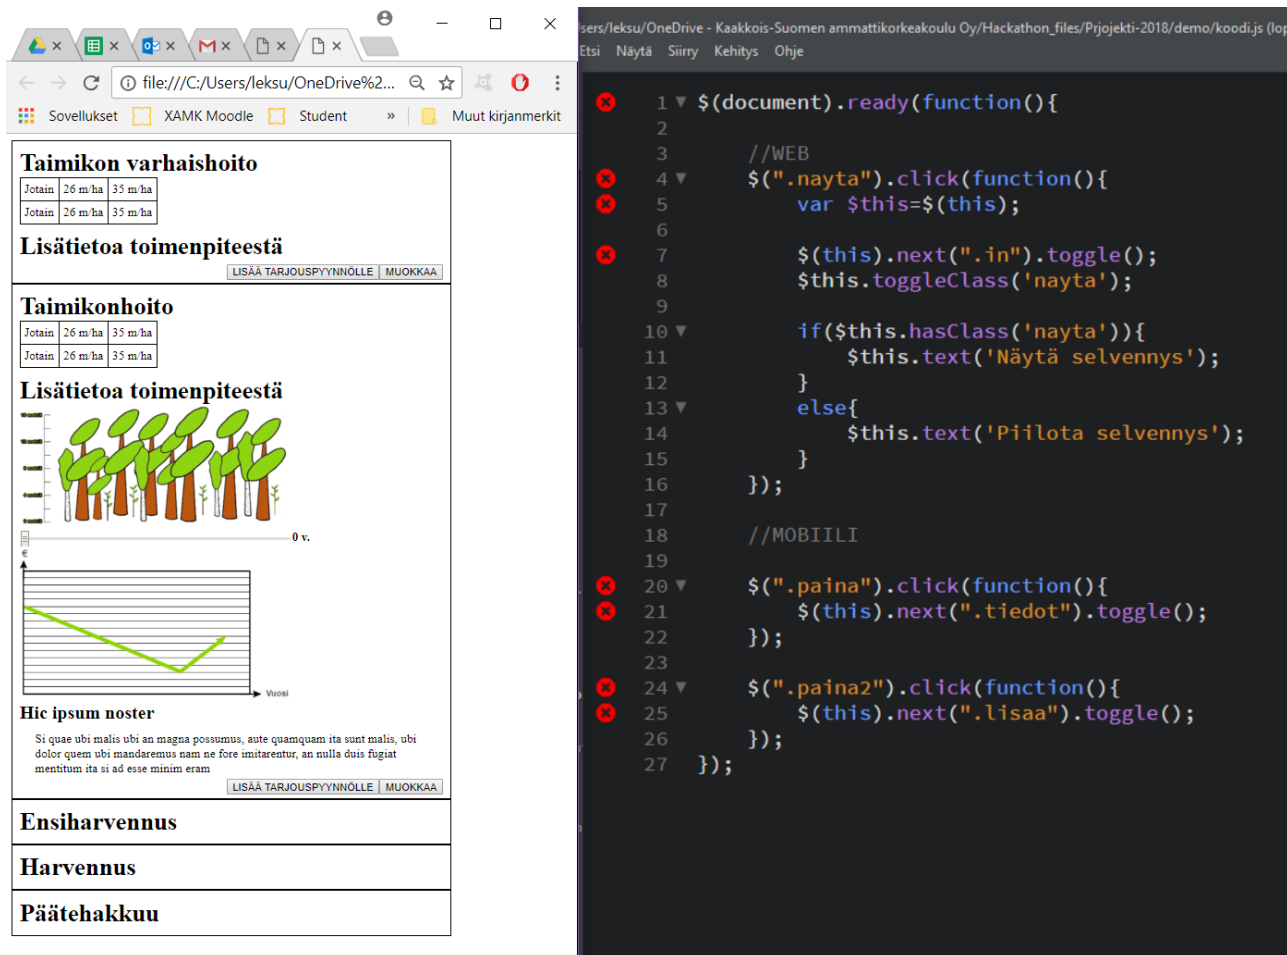 file:///C:/Users/leksu/OneDrive%2...
Sovellukset XAMK Moodle Student » Muut kirjanmerkit
Taimikon varhaishoito
Jotain 26 m/ha 35 m/ha
Jotain 26 m/ha 35 m/ha
Lisätietoa toimenpiteestä
LISÄÄ TARJOUSPYYNNÖLLE MUOKKAA
Taimikonhoito
Jotain 26 m/ha 35 m/ha
Jotain 26 m/ha 35 m/ha
Lisätietoa toimenpiteestä
0 v.
€
Vuosi
Hic ipsum noster
Si quae ubi malis ubi an magna possumus, aute quamquam ita sunt malis, ubi
dolor quem ubi mandaremus nam ne fore imitarentur, an nulla duis fugiat
mentitum ita si ad esse minim eram
LISÄÄ TARJOUSPYYNNÖLLE MUOKKAA
Ensiharvennus
Harvennus
Päätehakkuu
sers/leksu/OneDrive - Kaakkois-Suomen ammattikorkeakoulu Oy/Hackathon_files/Prjojekti-2018/demo/koodi.js (lop
Etsi Näytä Siirry Kehitys Ohje
1 $(document).ready(function(){
2
3 //WEB
4 $(".nayta").click(function(){
5 var $this=$(this);
6
7 $(this).next(".in").toggle();
8 $this.toggleClass('nayta');
9
10 if($this.hasClass('nayta')){
11 $this.text('Näytä selvennys');
12 }
13 else{
14 $this.text('Piilota selvennys');
15 }
16 });
17
18 //MOBIILI
19
20 $(".paina").click(function(){
21 $(this).next(".tiedot").toggle();
22 });
23
24 $(".paina2").click(function(){
25 $(this).next(".lisaa").toggle();
26 });
27 });